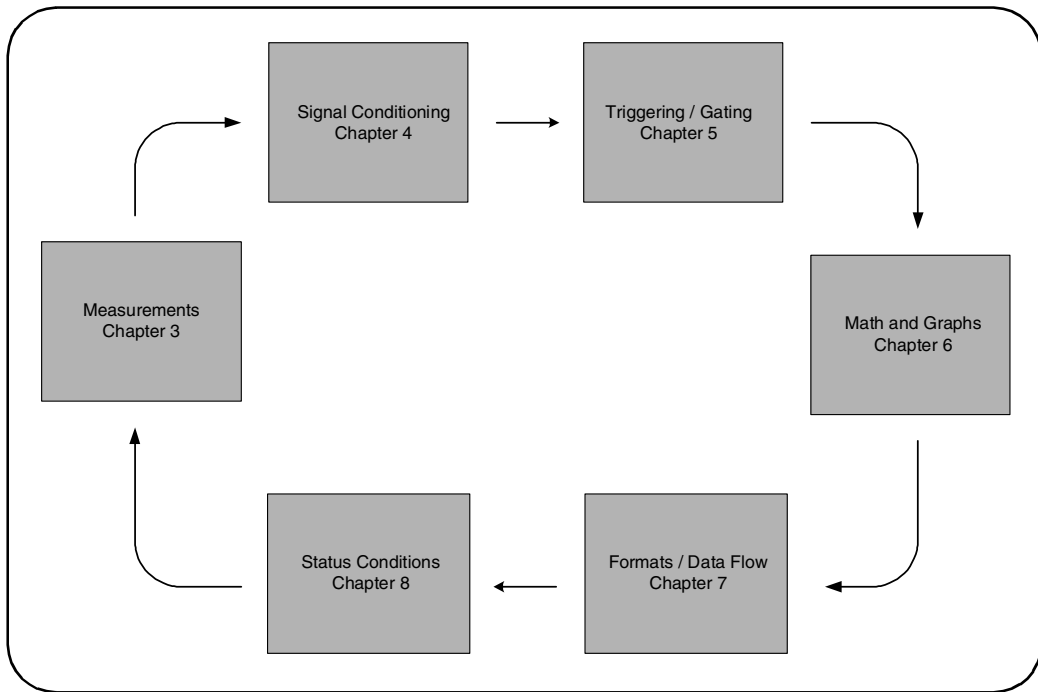 Signal Conditioning
Chapter 4
Triggering / Gating
Chapter 5
Measurements
Chapter 3
Math and Graphs
Chapter 6
Status Conditions
Chapter 8
Formats / Data Flow
Chapter 7